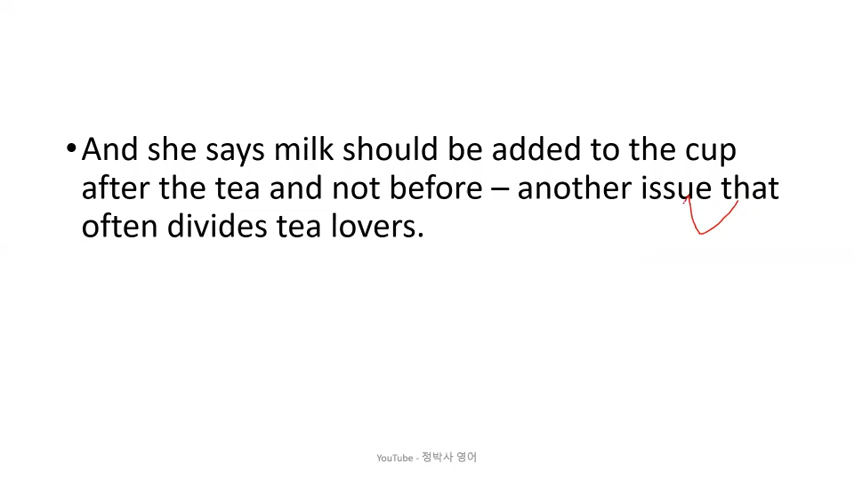 •And she says milk should be added to the cup
after the tea and not before – another issue that
often divides tea lovers.
YouTube - 정박사 영어